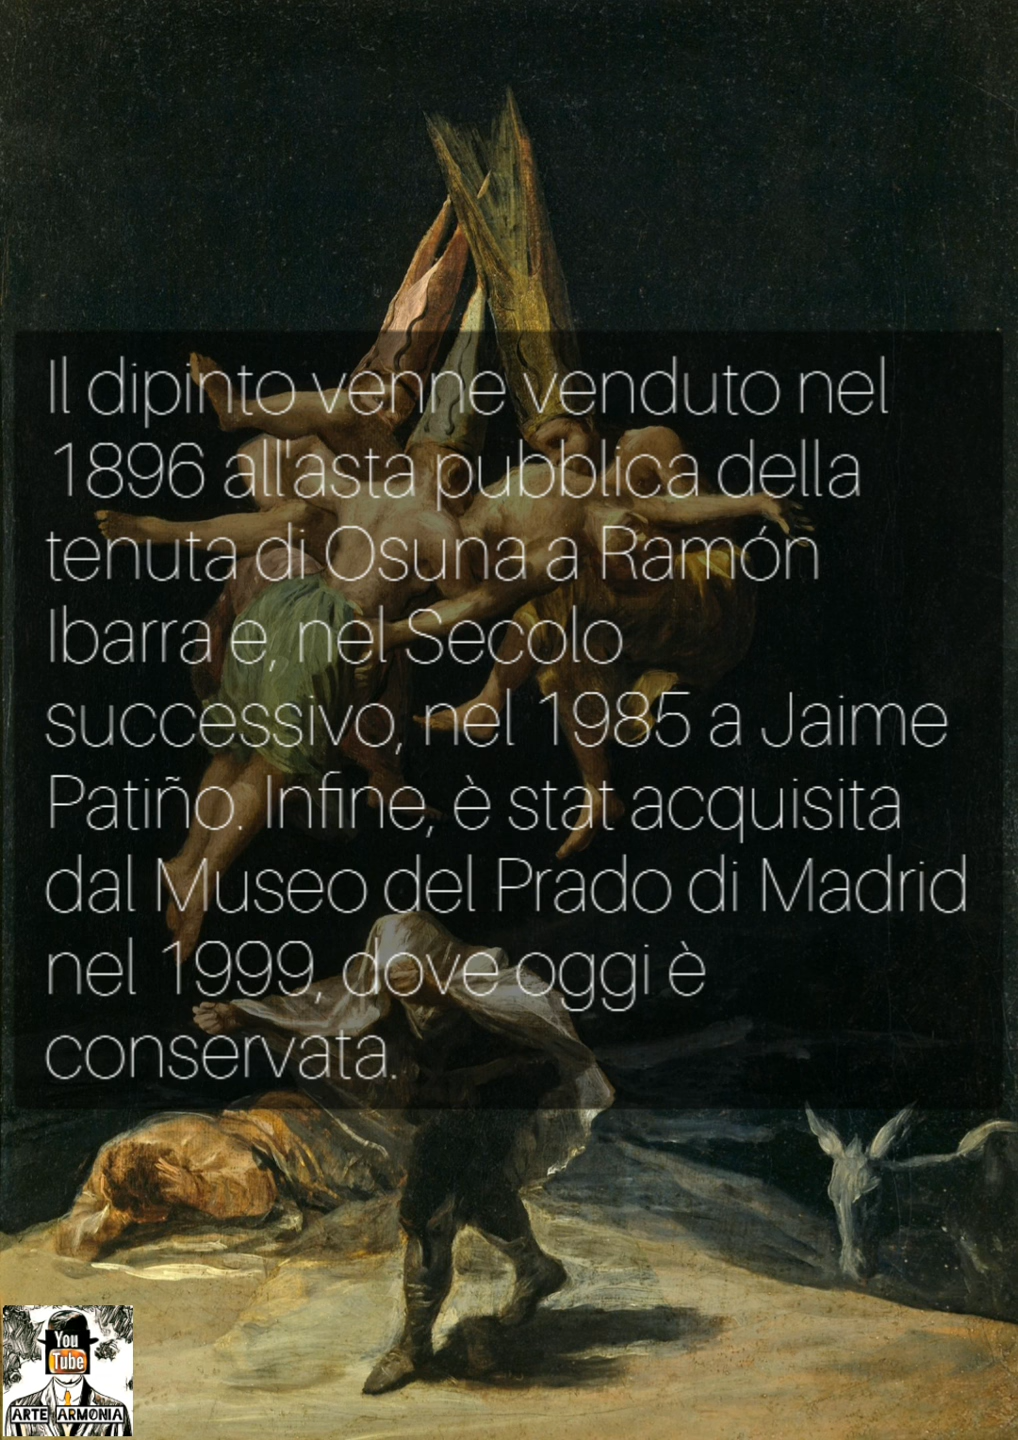 Il dipinto venne venduto nel
1896 all'asta pubblica della
tenuta di Osuna a Ramón
Ibarra e, nel Secolo
successivo, nel 1985 a Jaime
Patiño. Infine, è stat acquisita
dal Museo del Prado di Madrid
nel 1999, dove oggi è
conservata.
You
Tube
ARTE ARMONIA